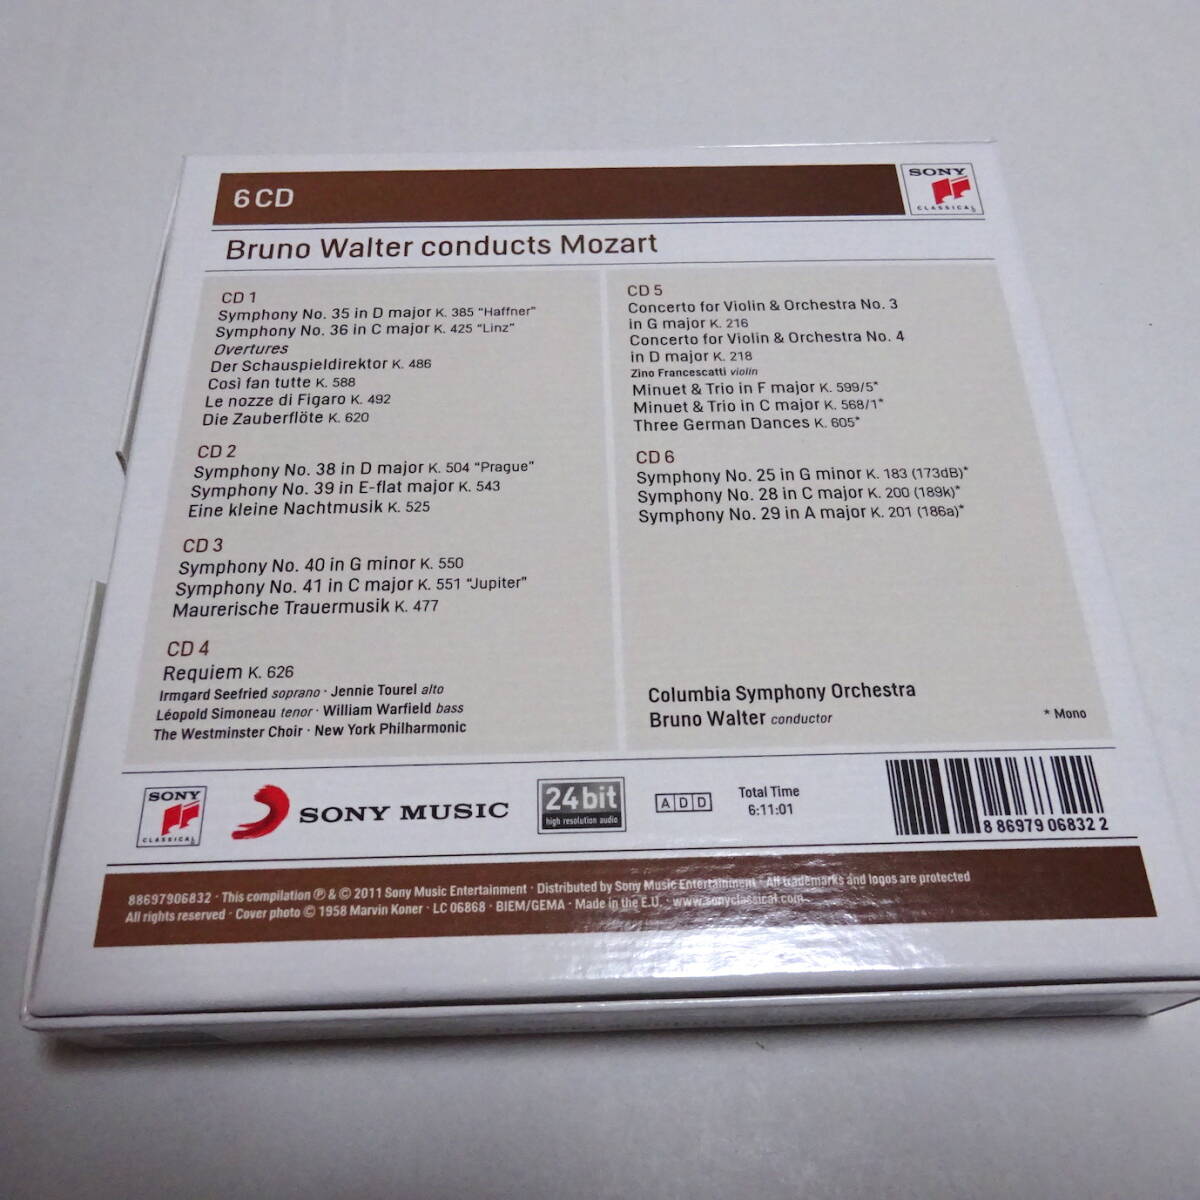 6 CD
SONY
CLASSICAL
Bruno Walter conducts Mozart
CD 1
Symphony No. 35 in D major K. 385 “Haffner”
Symphony No. 36 in C major K. 425 “Linz”
Overtures
Der Schauspieldirektor K. 486
Così fan tutte K. 588
Le nozze di Figaro K. 492
Die Zauberflöte K. 620
CD 2
Symphony No. 38 in D major K. 504 “Prague”
Symphony No. 39 in E-flat major K. 543
Eine kleine Nachtmusik K. 525
CD 3
Symphony No. 40 in G minor K. 550
Symphony No. 41 in C major K. 551 “Jupiter”
Maurerische Trauermusik K. 477
CD 4
Requiem K. 626
Irmgard Seefried soprano · Jennie Tourel alto
Léopold Simoneau tenor · William Warfield bass
The Westminster Choir · New York Philharmonic
CD 5
Concerto for Violin & Orchestra No. 3
in G major K. 216
Concerto for Violin & Orchestra No. 4
in D major K. 218
Zino Francescatti violin
Minuet & Trio in F major K. 599/5*
Minuet & Trio in C major K. 568/1*
Three German Dances K. 605*
CD 6
Symphony No. 25 in G minor K. 183 (173dB)*
Symphony No. 28 in C major K. 200 (189k)*
Symphony No. 29 in A major K. 201 (186a)*
Columbia Symphony Orchestra
Bruno Walter conductor
* Mono
SONY
CLASSICAL
SONY MUSIC
24 bit
high resolution audio
A D D
Total Time
6:11:01
8 86979 06832 2
88697906832 · This compilation ℗ & © 2011 Sony Music Entertainment · Distributed by Sony Music Entertainment · All trademarks and logos are protected
All rights reserved · Cover photo © 1958 Marvin Koner · LC 06868 · BIEM/GEMA · Made in the E.U. · www.sonyclassical.com